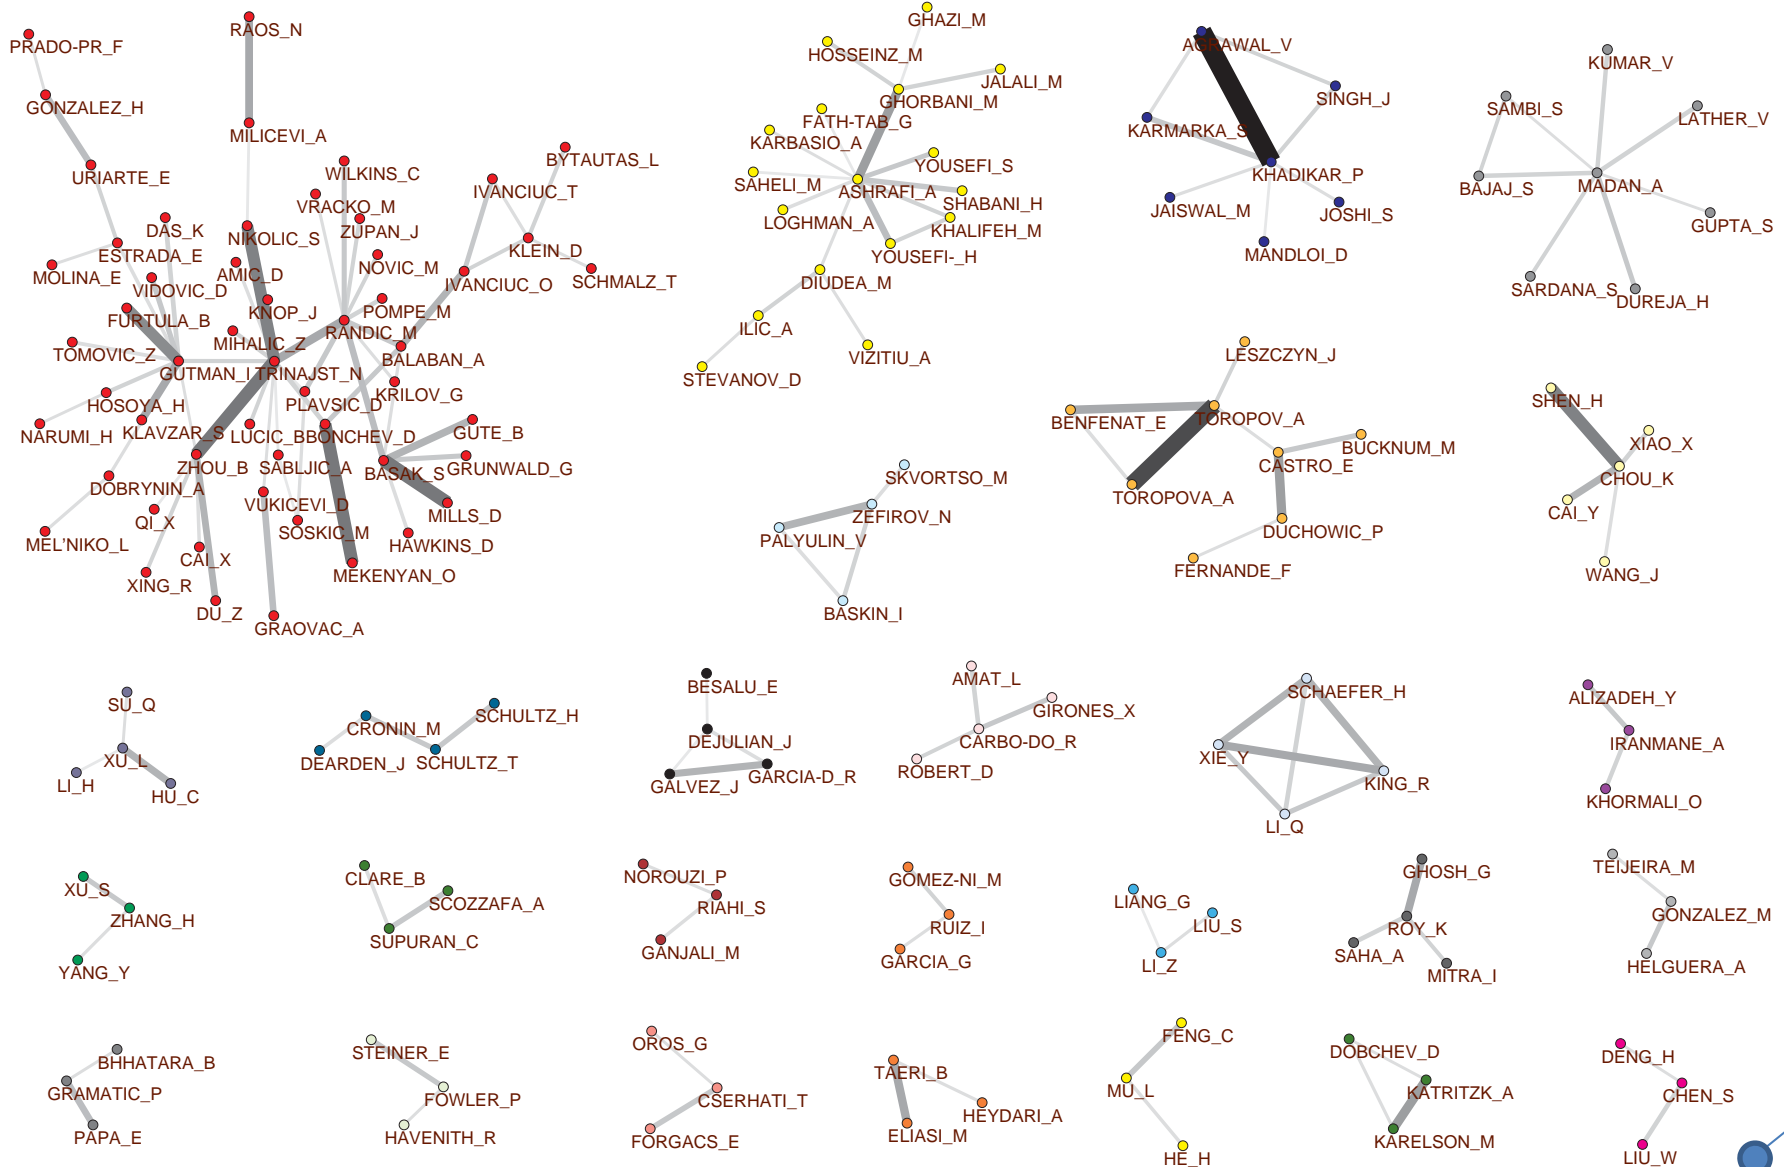 RAOS_N
PRADO-PR_F
GONZALEZ_H
MILICEVI_A
URIARTE_E
WILKINS_C
BYTAUTAS_L
IVANCIUC_T
VRACKO_M
DAS_K
NIKOLIC_S
ZUPAN_J
ESTRADA_E
KLEIN_D
MOLINA_E
AMIC_D
NOVIC_M
SCHMALZ_T
VIDOVIC_D
IVANCIUC_O
FURTULA_B
KNOP_J
POMPE_M
RANDIC_M
MIHALIC_Z
TOMOVIC_Z
BALABAN_A
GUTMAN_I
TRINAJST_N
KRILOV_G
HOSOYA_H
PLAVSIC_D
NARUMI_H
KLAVZAR_S
LUCIC_B
BONCHEV_D
GUTE_B
ZHOU_B
SABLJIC_A
BASAK_S
GRUNWALD_G
DOBRYNIN_A
VUKICEVI_D
MILLS_D
QI_X
SOSKIC_M
MEL'NIKO_L
HAWKINS_D
CAI_X
MEKENYAN_O
XING_R
DU_Z
GRAOVAC_A
GHAZI_M
HOSSEINZ_M
JALALI_M
GHORBANI_M
FATH-TAB_G
KARBASIO_A
YOUSEFI_S
SAHELI_M
ASHRAFI_A
SHABANI_H
LOGHMAN_A
KHALIFEH_M
YOUSEFI-_H
DIUDEA_M
ILIC_A
VIZITIU_A
STEVANOV_D
AGRAWAL_V
SINGH_J
KARMARKA_S
KHADIKAR_P
JAISWAL_M
JOSHI_S
MANDLOI_D
KUMAR_V
SAMBI_S
LATHER_V
BAJAJ_S
MADAN_A
GUPTA_S
SARDANA_S
DUREJA_H
LESZCZYN_J
BENFENAT_E
TOROPOV_A
BUCKNUM_M
CASTRO_E
TOROPOVA_A
DUCHOWIC_P
FERNANDE_F
SHEN_H
XIAO_X
CHOU_K
CAI_Y
WANG_J
SKVORTSO_M
ZEFIROV_N
PALYULIN_V
BASKIN_I
SU_Q
XU_L
LI_H
HU_C
SCHULTZ_H
CRONIN_M
DEARDEN_J
SCHULTZ_T
BESALU_E
DEJULIAN_J
GALVEZ_J
GARCIA-D_R
AMAT_L
GIRONES_X
CARBO-DO_R
ROBERT_D
SCHAEFER_H
XIE_Y
KING_R
LI_Q
ALIZADEH_Y
IRANMANE_A
KHORMALI_O
XU_S
ZHANG_H
YANG_Y
CLARE_B
SCOZZAFA_A
SUPURAN_C
NOROUZI_P
RIAHI_S
GANJALI_M
GOMEZ-NI_M
RUIZ_I
GARCIA_G
LIANG_G
LIU_S
LI_Z
GHOSH_G
ROY_K
SAHA_A
MITRA_I
TEIJEIRA_M
GONZALEZ_M
HELGUERA_A
BHHATARA_B
GRAMATIC_P
PAPA_E
STEINER_E
FOWLER_P
HAVENITH_R
OROS_G
CSERHATI_T
FORGACS_E
TAERI_B
HEYDARI_A
ELIASI_M
FENG_C
MU_L
HE_H
DOBCHEV_D
KATRITZK_A
KARELSON_M
DENG_H
CHEN_S
LIU_W